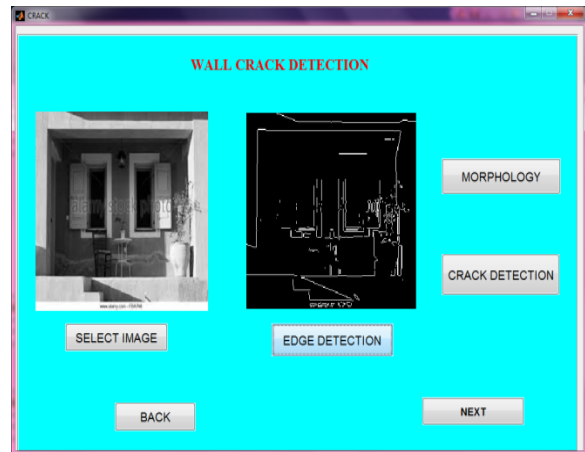 CRACK
WALL CRACK DETECTION
MORPHOLOGY
CRACK DETECTION
SELECT IMAGE
EDGE DETECTION
BACK
NEXT